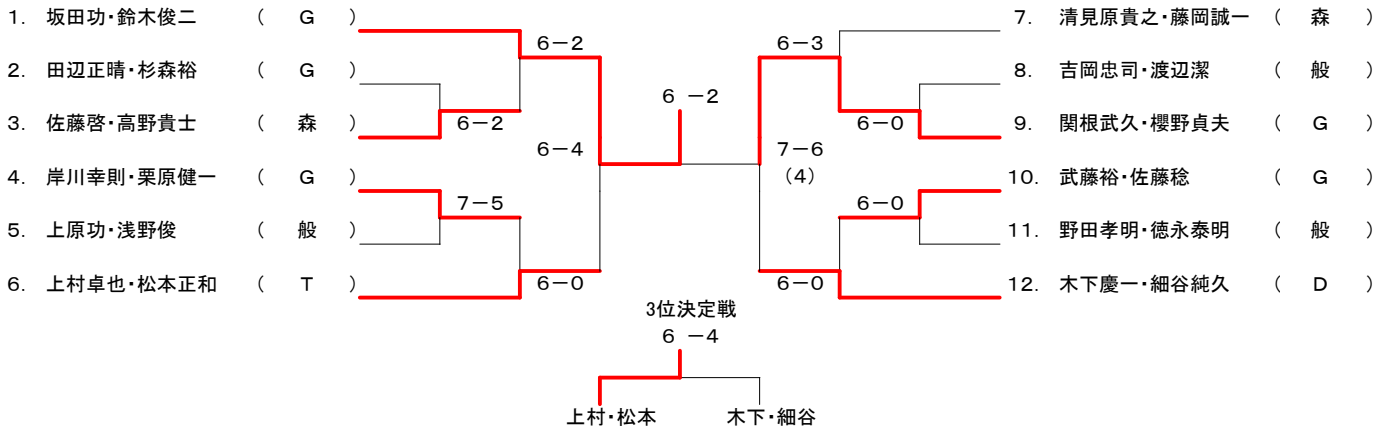 1. 坂田功・鈴木俊二 （ G ）
6－2
2. 田辺正晴・杉森裕 （ G ）
3. 佐藤啓・高野貴士 （ 森 ）
6－2
6－4
4. 岸川幸則・栗原健一 （ G ）
7－5
5. 上原功・浅野俊 （ 般 ）
6. 上村卓也・松本正和 （ T ）
6－0
6 －2
7. 清見原貴之・藤岡誠一 （ 森 ）
6－3
8. 吉岡忠司・渡辺潔 （ 般 ）
9. 関根武久・櫻野貞夫 （ G ）
6－0
7－6
（4）
10. 武藤裕・佐藤稔 （ G ）
6－0
11. 野田孝明・徳永泰明 （ 般 ）
12. 木下慶一・細谷純久 （ D ）
6－0
3位決定戦
6 －4
上村・松本 木下・細谷